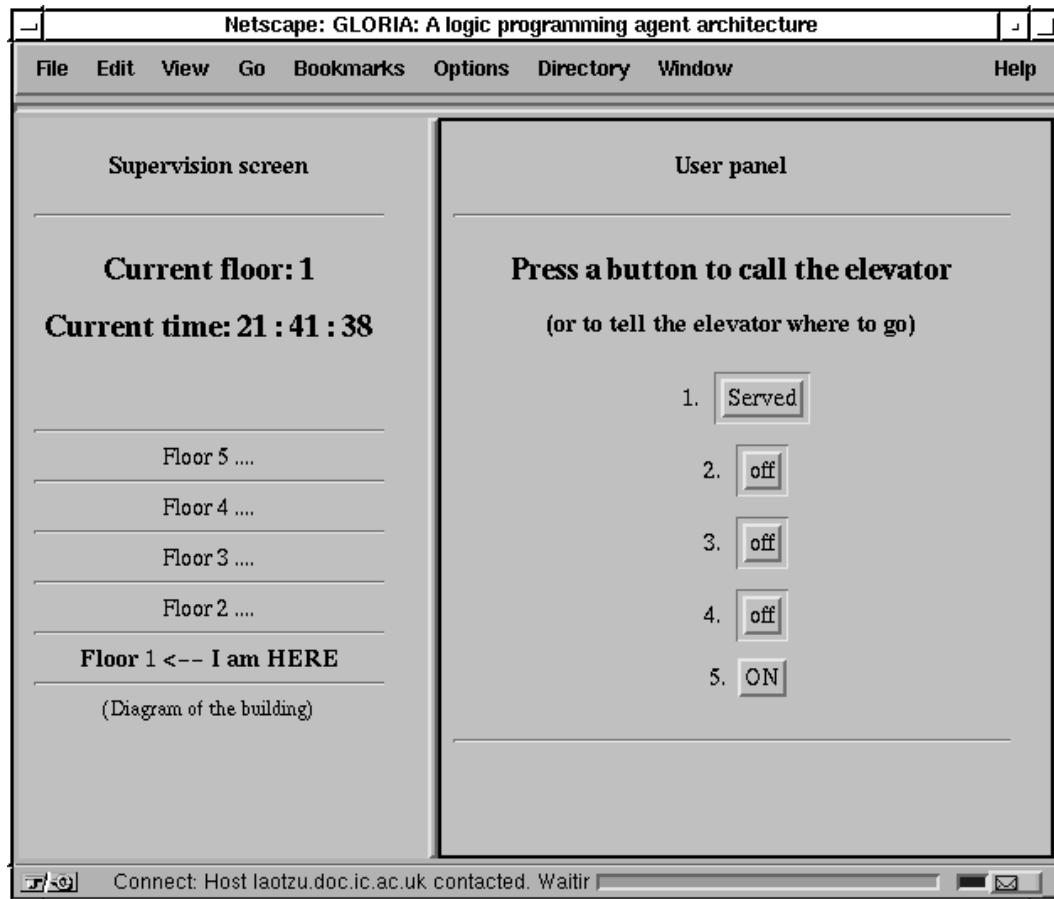 Netscape: GLORIA: A logic programming agent architecture
File Edit View Go Bookmarks Options Directory Window Help
Supervision screen
Current floor: 1
Current time: 21 : 41 : 38
Floor 5 ....
Floor 4 ....
Floor 3 ....
Floor 2 ....
Floor 1 <-- I am HERE
(Diagram of the building)
User panel
Press a button to call the elevator
(or to tell the elevator where to go)
1. Served
2. off
3. off
4. off
5. ON
Connect: Host laotzu.doc.ic.ac.uk contacted. Waitin